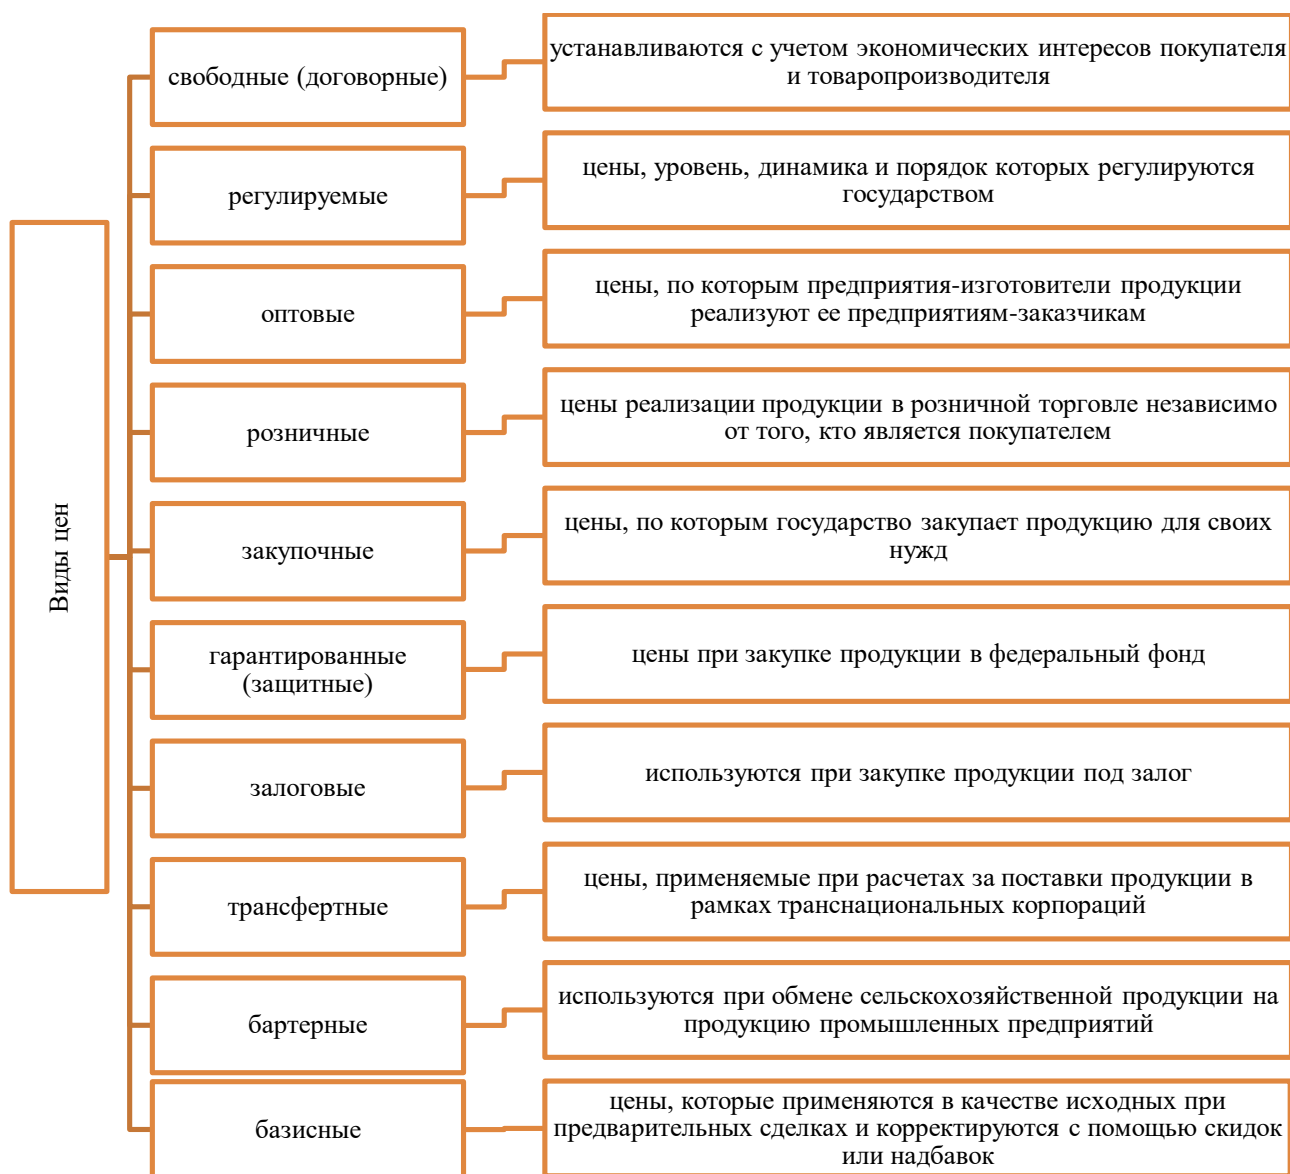 Виды цен
свободные (договорные)
устанавливаются с учетом экономических интересов покупателя
и товаропроизводителя
регулируемые
цены, уровень, динамика и порядок которых регулируются
государством
оптовые
цены, по которым предприятия-изготовители продукции
реализуют ее предприятиям-заказчикам
розничные
цены реализации продукции в розничной торговле независимо
от того, кто является покупателем
закупочные
цены, по которым государство закупает продукцию для своих
нужд
гарантированные
(защитные)
цены при закупке продукции в федеральный фонд
залоговые
используются при закупке продукции под залог
трансфертные
цены, применяемые при расчетах за поставки продукции в
рамках транснациональных корпораций
бартерные
используются при обмене сельскохозяйственной продукции на
продукцию промышленных предприятий
базисные
цены, которые применяются в качестве исходных при
предварительных сделках и корректируются с помощью скидок
или надбавок